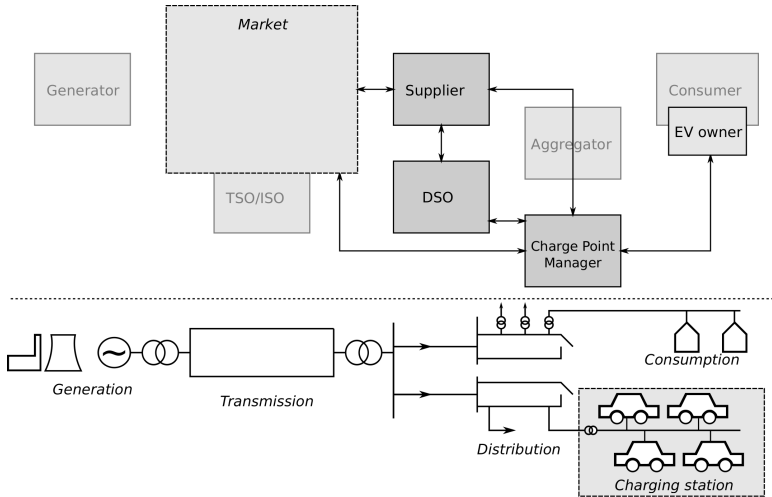 Market
Generator
Supplier
Consumer
EV owner
Aggregator
TSO/ISO
DSO
Charge Point
Manager
Generation
Transmission
Consumption
Distribution
Charging station